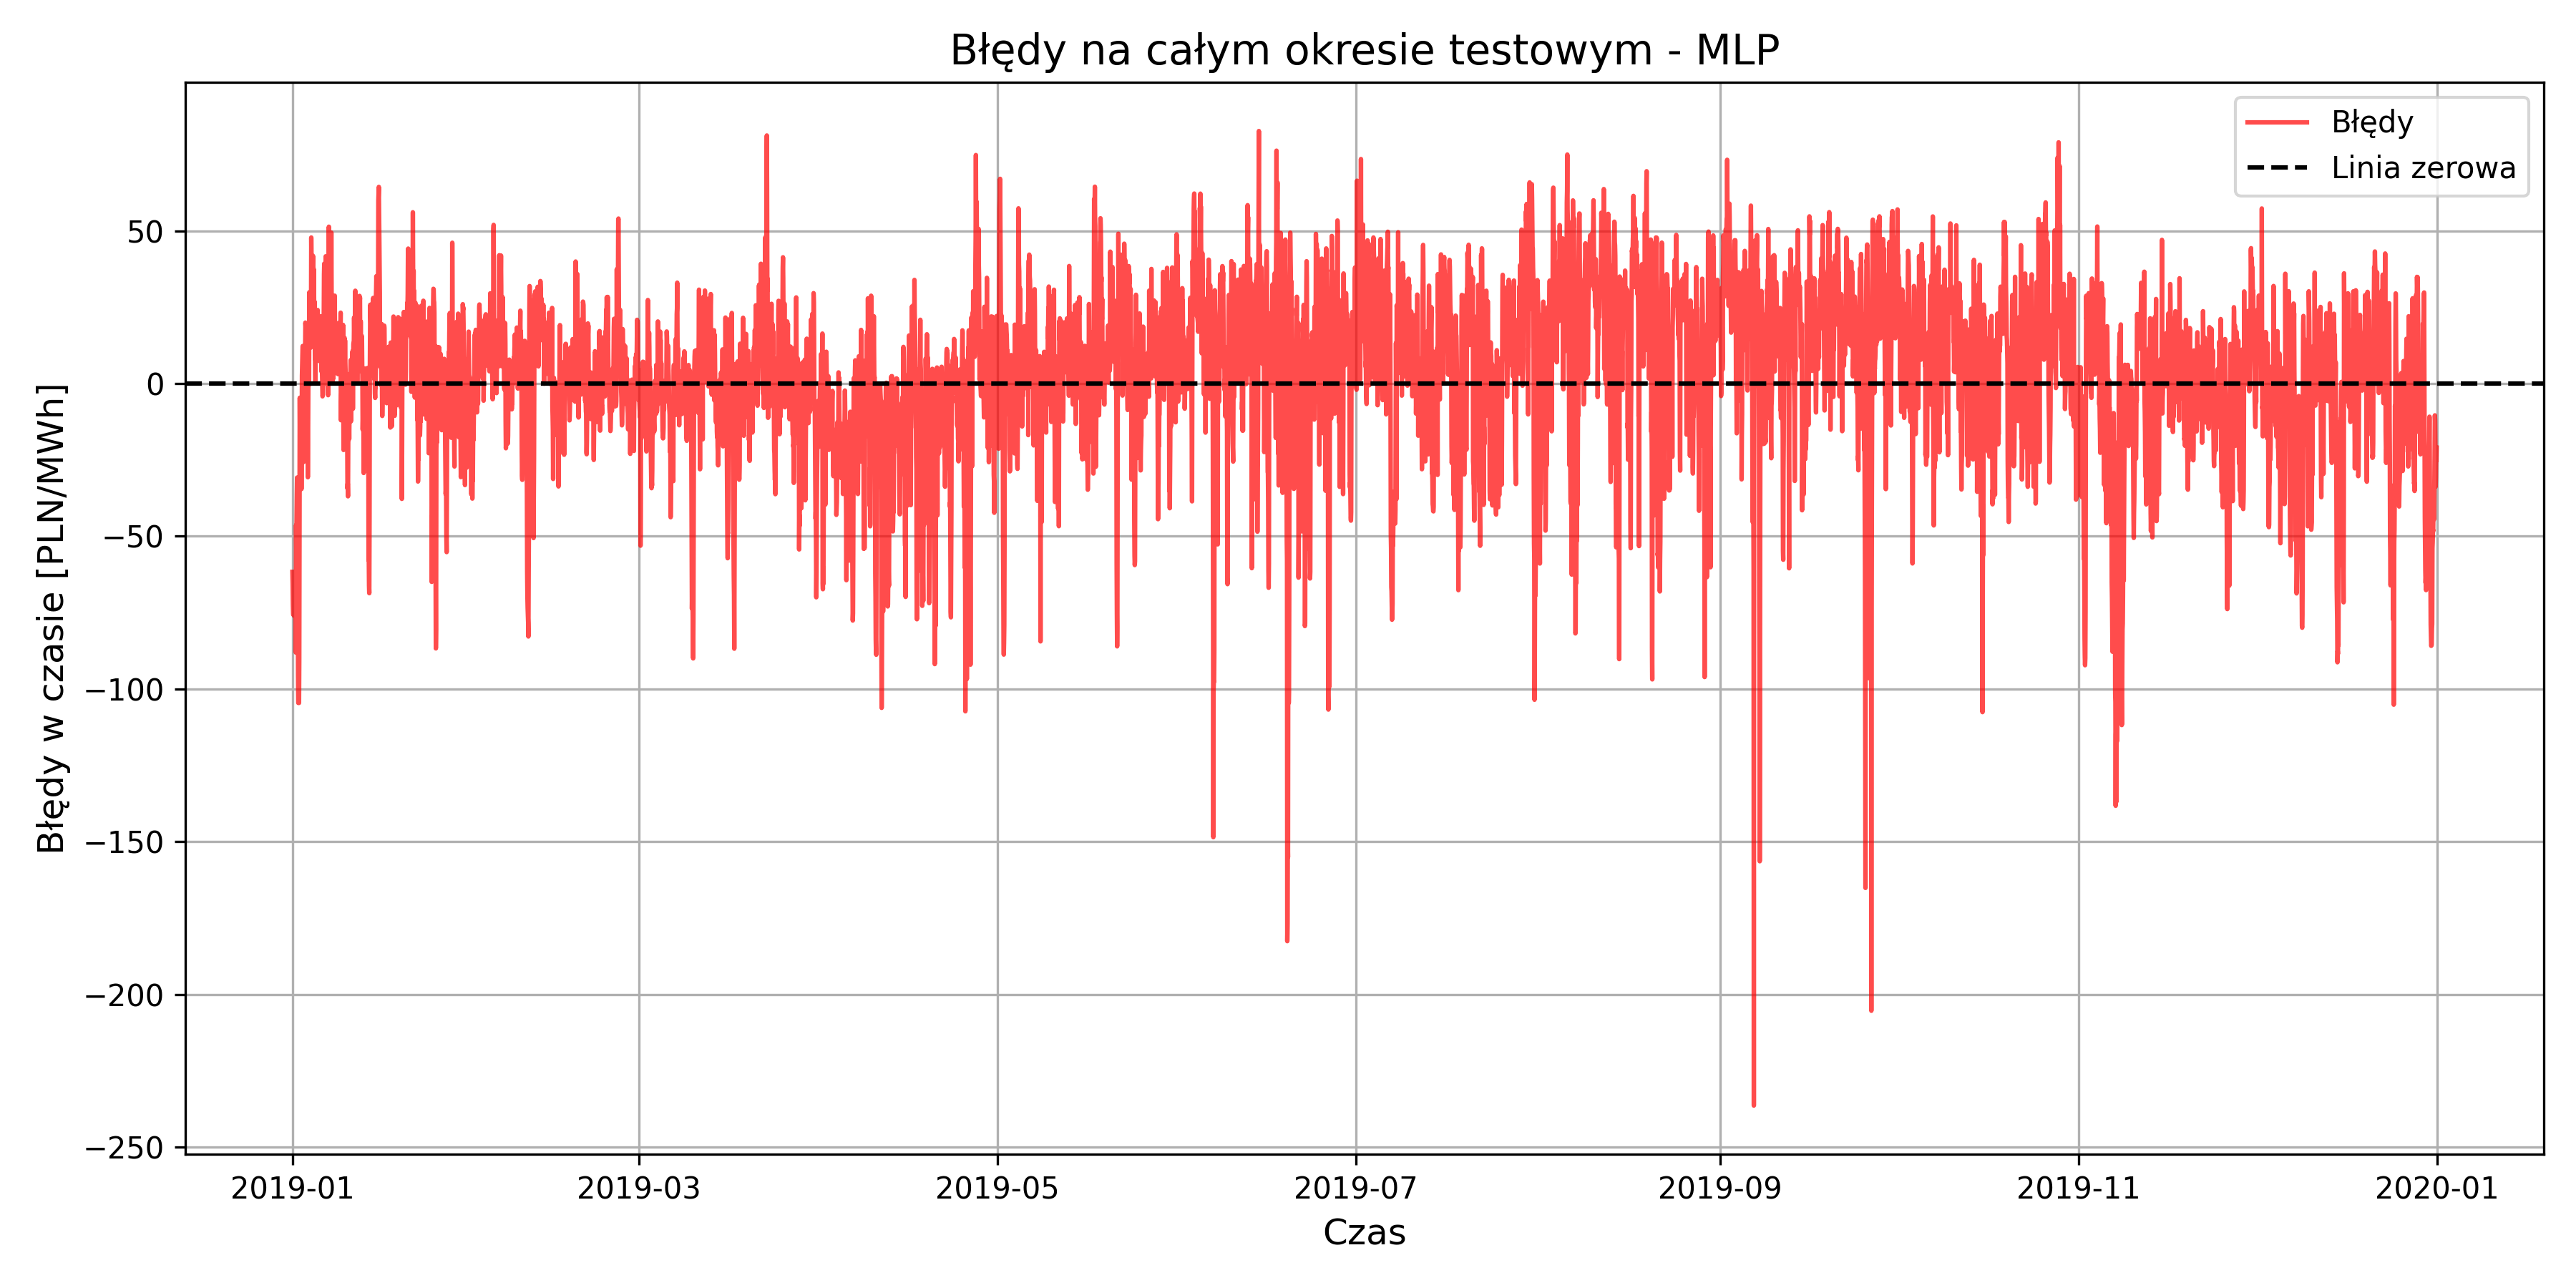 Błędy na całym okresie testowym - MLP
Błędy
Linia zerowa
Błędy w czasie [PLN/MWh]
50
0
−50
−100
−150
−200
−250
2019-01
2019-03
2019-05
2019-07
2019-09
2019-11
2020-01
Czas